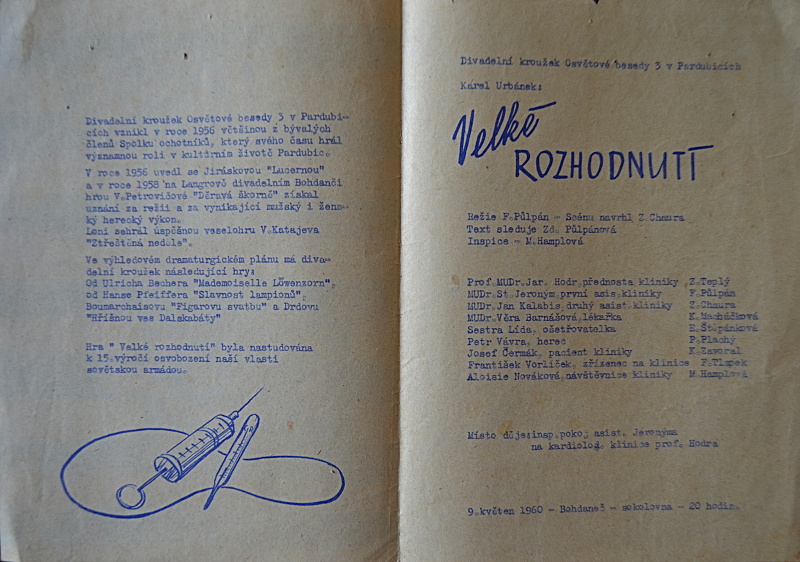 Divadelní kroužek Osvětové besedy 3 v Pardubi-
cích vznikl v roce 1956 většinou z bývalých
členů Spolku ochotníků, který svého času hrál
významnou roli v kulturním životě Pardubic.
V roce 1956 uvedl se Jiráskovou "Lucernou"
a v roce 1958 na Langrově divadelním Bohdanči
hrou V.Petrovičové "Děravá škorně" získal
uznání za režii a za vynikající mužský i žens-
ký herecký výkon.
Loni sehrál úspěšnou veselohru V.Katajeva
"Ztřeštěná neděle".
Ve výhledovém dramaturgickém plánu má diva-
delní kroužek následující hry:
Od Ulricha Bechera "Mademoiselle Löwenzorn",
od Hanse Pfeiffera "Slavnost lampionů",
Boumarchaisovu "Figarovu svatbu" a Drdovu
"Hříšnou ves Dalskabáty"
Hra " Velké rozhodnutí" byla nastudována
k 15.výročí osvobození naší vlasti
sovětskou armádou.
Divadelní kroužek Osvětové besedy 3 v Pardubicích
Karel Urbánek:
Velké
ROZHODNUTÍ
Režie F.Půlpán - Scénu navrhl Z.Chaura
Text sleduje Zd. Půlpánová
Inspice - M.Hamplová
Prof.MUDr.Jar. Hodr,přednosta kliniky Z.Teplý
MUDr.St.Jeroným,první asis.kliniky F.Půlpán
MUDr.Jan Kalabis,druhý asist.kliniky Z.Chaura
MUDr.Věra Barnášová,lékařka K.Macháčková
Sestra Lída, ošetřovatelka E.Štěpánková
Petr Vávra, herec P.Plachý
Josef Čermák, pacient kliniky K.Zavoral
František Vorlíček, zřízenec na klinice F.Tlapek
Aloisie Nováková,návštěvnice kliniky M.Hamplová
Místo děje:insp.pokoj asist. Jeronýma
na kardiolog. klinice prof. Hodra
9.květen 1960 - Bohdaneč - sokolovna - 20 hodin.